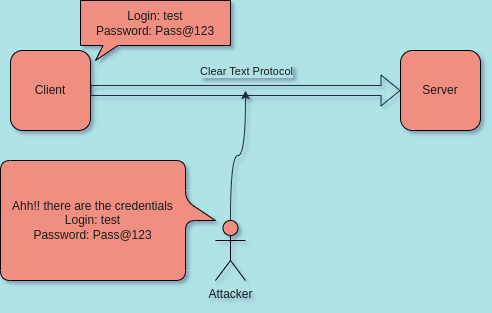 Login: test
Password: Pass@123
Client
Clear Text Protocol
Server
Ahh!! there are the credentials
Login: test
Password: Pass@123
Attacker